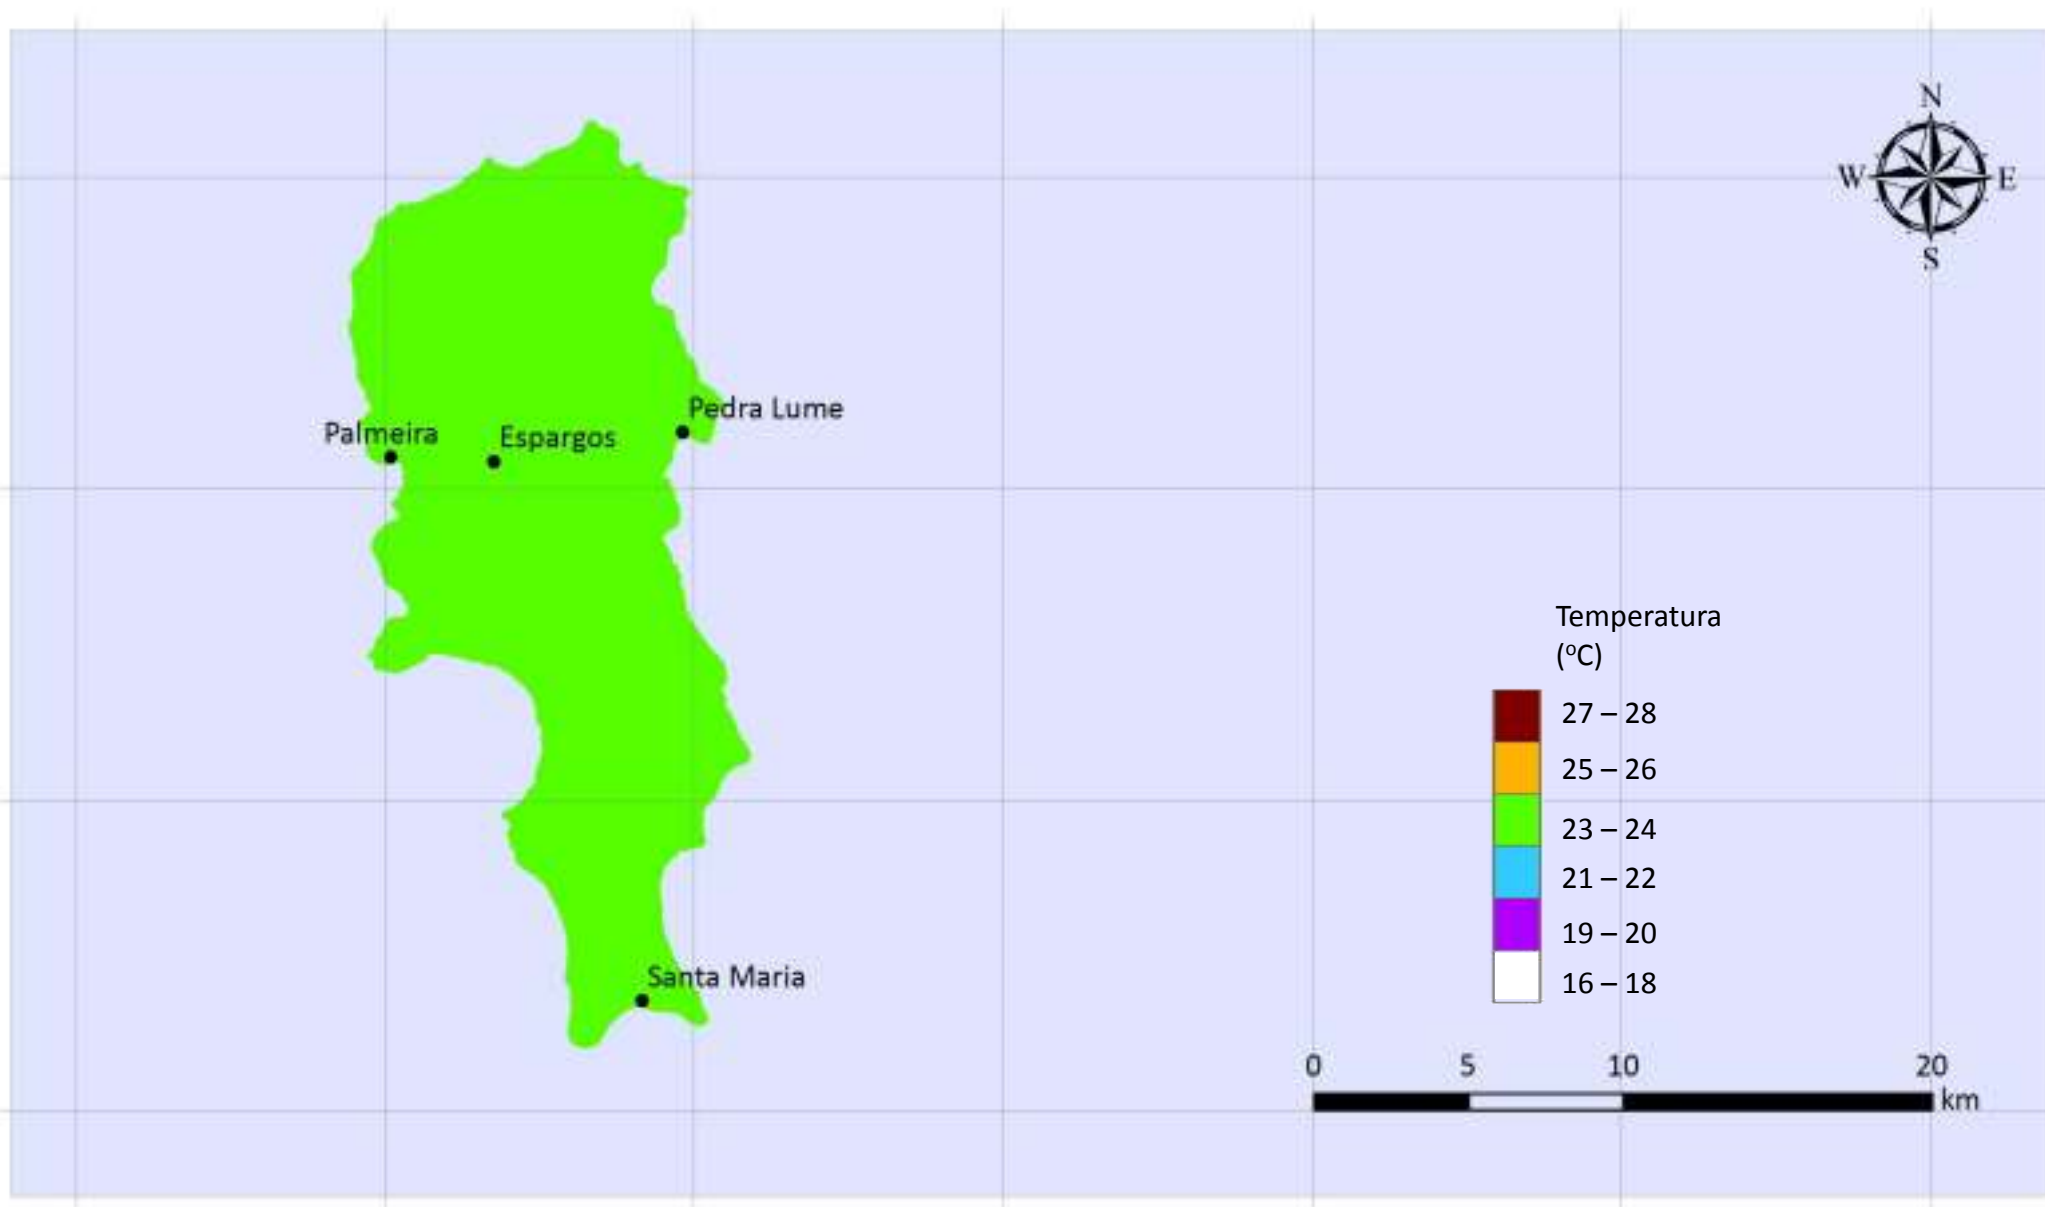 N
W E
S
Pedra Lume
Palmeira
Espargos
Temperatura
(ºC)
27 – 28
25 – 26
23 – 24
21 – 22
19 – 20
Santa Maria
16 – 18
0 5 10 20
km